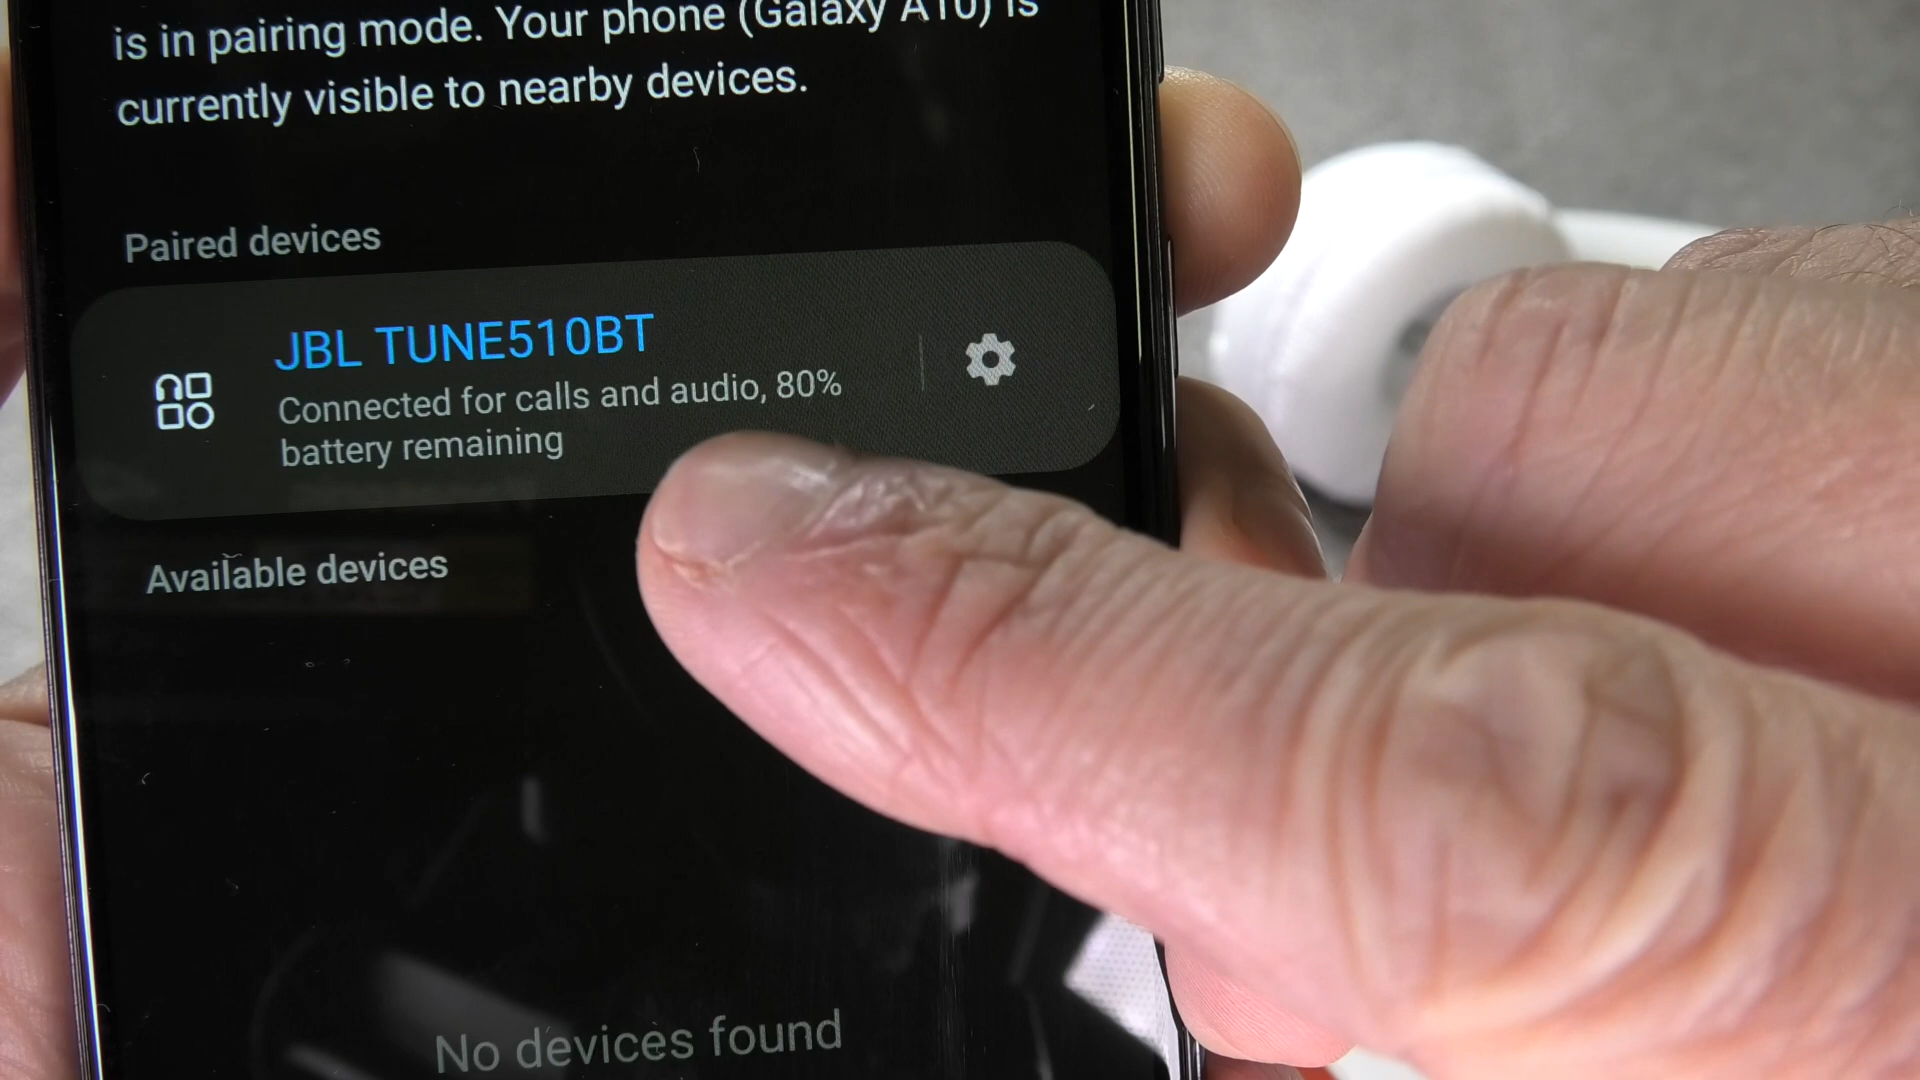 is in pairing mode. Your phone (Galaxy A10) is
currently visible to nearby devices.
Paired devices
JBL TUNE510BT
Connected for calls and audio, 80%
battery remaining
Available devices
No devices found